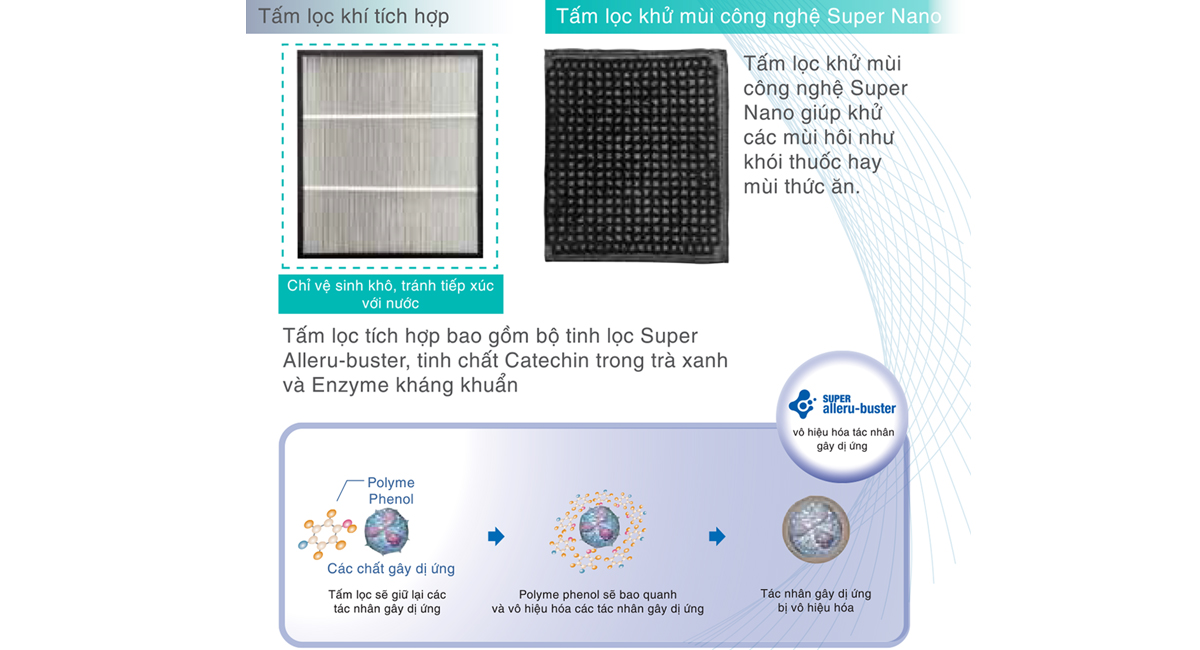 Tấm lọc khí tích hợp
Tấm lọc khử mùi công nghệ Super Nano
Tấm lọc khử mùi
công nghệ Super
Nano giúp khử
các mùi hôi như
khói thuốc hay
mùi thức ăn.
Chỉ vệ sinh khô, tránh tiếp xúc
với nước
Tấm lọc tích hợp bao gồm bộ tinh lọc Super
Alleru-buster, tinh chất Catechin trong trà xanh
và Enzyme kháng khuẩn
SUPER
alleru-buster
vô hiệu hóa tác nhân
gây dị ứng
Polyme
Phenol
Các chất gây dị ứng
Tấm lọc sẽ giữ lại các
tác nhân gây dị ứng
Polyme phenol sẽ bao quanh
và vô hiệu hóa các tác nhân gây dị ứng
Tác nhân gây dị ứng
bị vô hiệu hóa